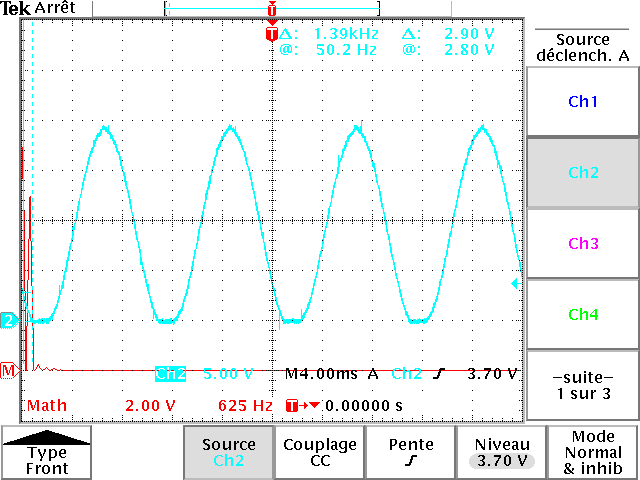 Tek Arrêt
T
T Δ: 1.39kHz Δ: 2.90 V
@: 50.2 Hz @: 2.80 V
Source
déclench. A
Ch1
Ch2
Ch3
Ch4
2
M
Ch2 5.00 V M4.00ms A Ch2 3.70 V
Math 2.00 V 625 Hz T 0.00000 s
–suite–
1 sur 3
Type
Front
Source
Ch2
Couplage
CC
Pente
Niveau
3.70 V
Mode
Normal
& inhib